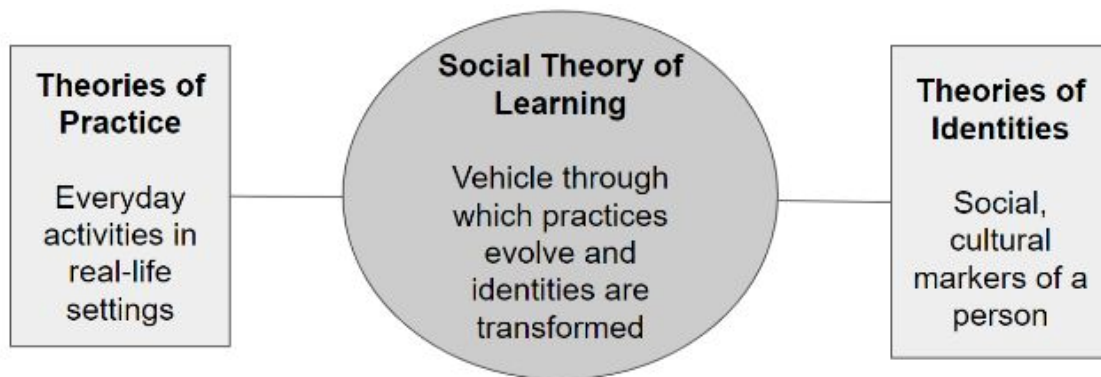 Theories of
Practice
Everyday
activities in
real-life
settings
Social Theory of
Learning
Vehicle through
which practices
evolve and
identities are
transformed
Theories of
Identities
Social,
cultural
markers of a
person